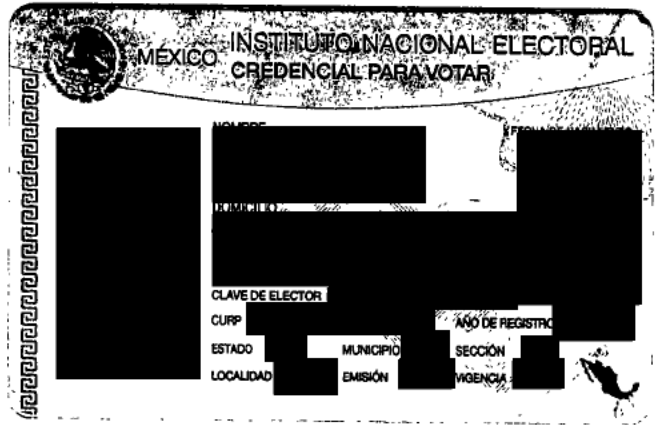 MÉXICO INSTITUTO NACIONAL ELECTORAL
CREDENCIAL PARA VOTAR
NOMBRE
DOMICILIO
CLAVE DE ELECTOR
CURP AÑO DE REGISTRO
ESTADO MUNICIPIO SECCIÓN
LOCALIDAD EMISIÓN VIGENCIA